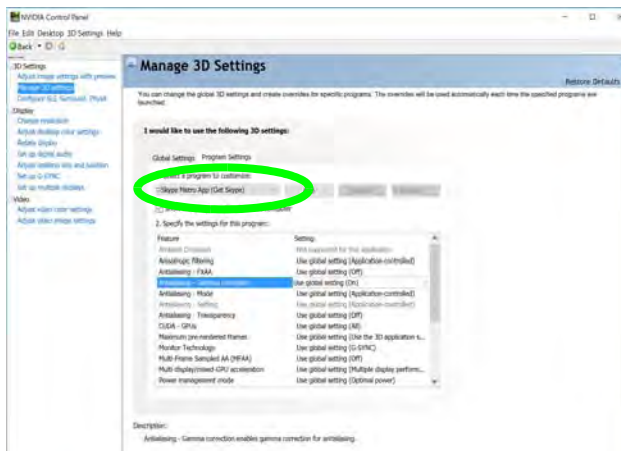 NVIDIA Control Panel
File Edit Desktop 3D Settings Help
Back
3D Settings
Adjust image settings with preview
Manage 3D settings
Configure SLI, Surround, PhysX
Display
Change resolution
Adjust desktop color settings
Rotate display
Set up digital audio
Adjust desktop size and position
Set up G-SYNC
Set up multiple displays
Video
Adjust video color settings
Adjust video image settings
Manage 3D Settings
Restore Defaults
You can change the global 3D settings and create overrides for specific programs. The overrides will be used automatically each time the specified programs are
launched.
I would like to use the following 3D settings:
Global Settings Program Settings
Select a program to customize:
Skype Metro App (Get Skype)
2. Specify the settings for this program:
Feature Setting
Ambient Occlusion Not supported for this application
Anisotropic filtering Use global setting (Application-controlled)
Antialiasing - FXAA Use global setting (Off)
Antialiasing - Gamma correction Use global setting (On)
Antialiasing - Mode Use global setting (Application-controlled)
Antialiasing - Setting Use global setting (Application-controlled)
Antialiasing - Transparency Use global setting (Off)
CUDA - GPUs Use global setting (All)
Maximum pre-rendered frames Use global setting (Use the 3D application s...
Monitor Technology Use global setting (G-SYNC)
Multi-Frame Sampled AA (MFAA) Use global setting (Off)
Multi-display/mixed-GPU acceleration Use global setting (Multiple display perform...
Power management mode Use global setting (Optimal power)
Description:
Antialiasing - Gamma correction enables gamma correction for antialiasing.